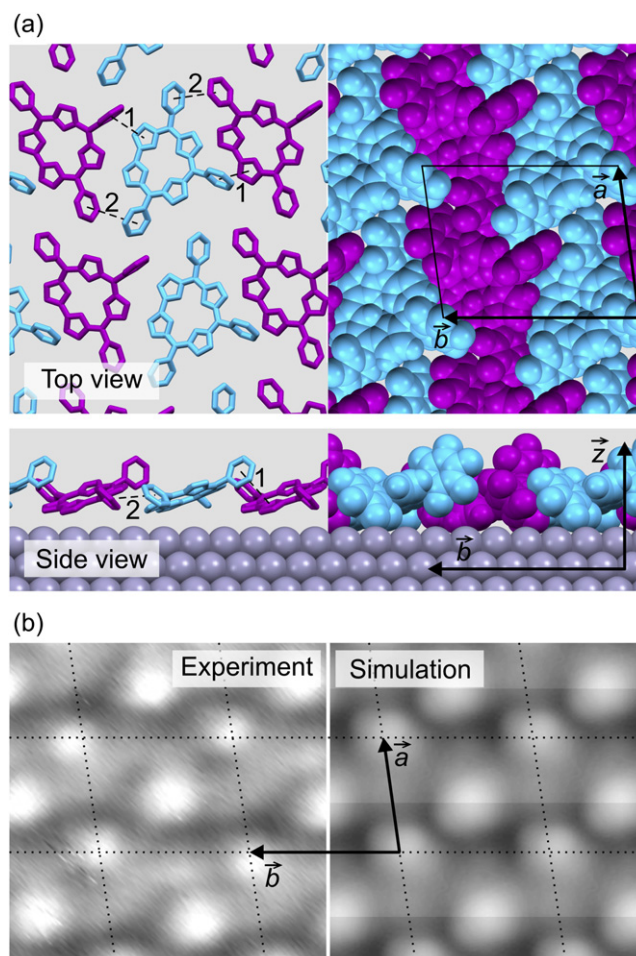 (a)
2
1
1
2
a
b
Top view
1
2
z
b
Side view
(b)
Experiment
Simulation
a
b